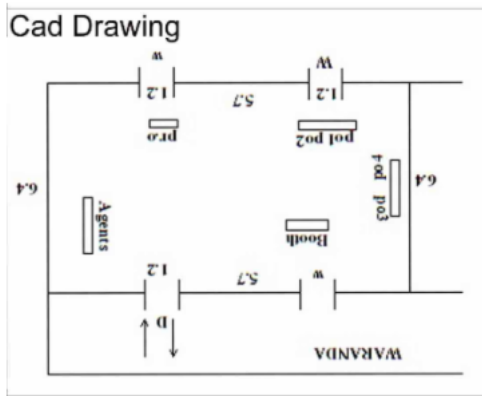 Cad Drawing
w
W
1.2
5.7
1.2
pro
po1 po2
6.4
Agents
po3 po4
6.4
Booth
1.2
5.7
w
D
WARANDA